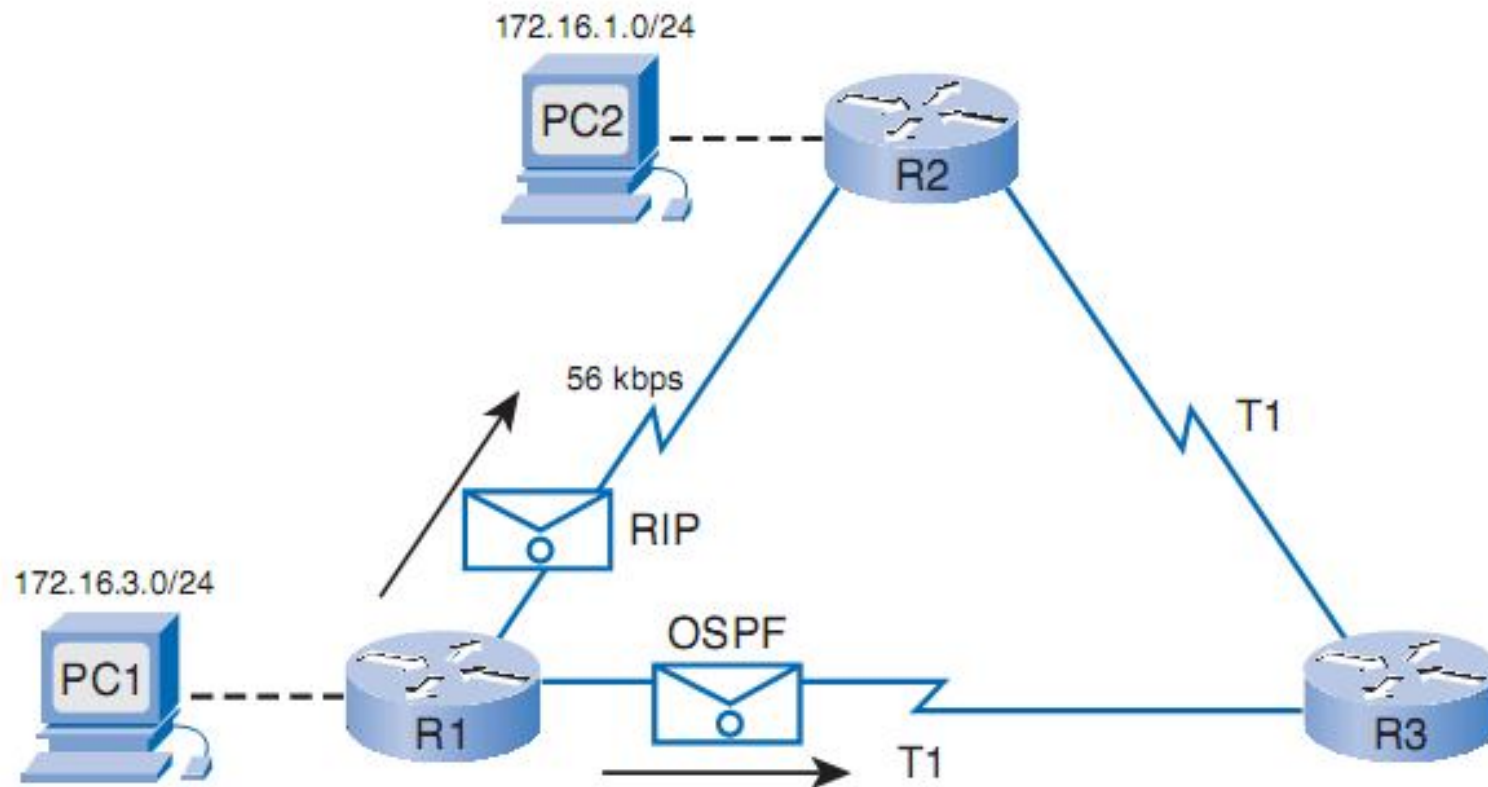 172.16.1.0/24
PC2
R2
56 kbps
T1
RIP
172.16.3.0/24
PC1
OSPF
R1
T1
R3